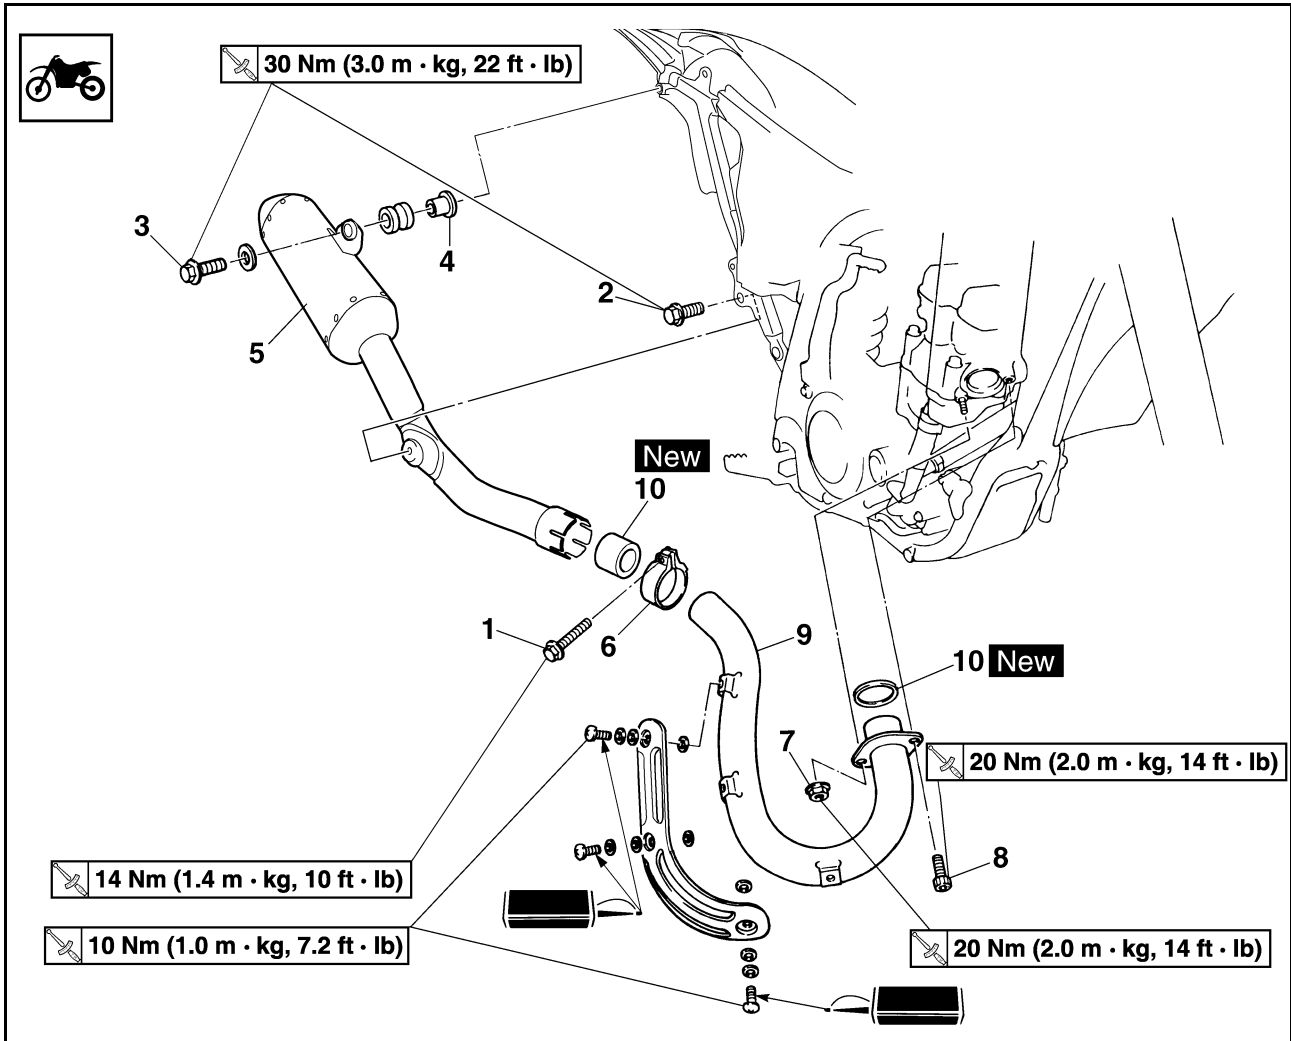 30 Nm (3.0 m · kg, 22 ft · lb)
3
4
2
5
New
10
1
6
9
10 New
7
20 Nm (2.0 m · kg, 14 ft · lb)
8
14 Nm (1.4 m · kg, 10 ft · lb)
10 Nm (1.0 m · kg, 7.2 ft · lb)
20 Nm (2.0 m · kg, 14 ft · lb)